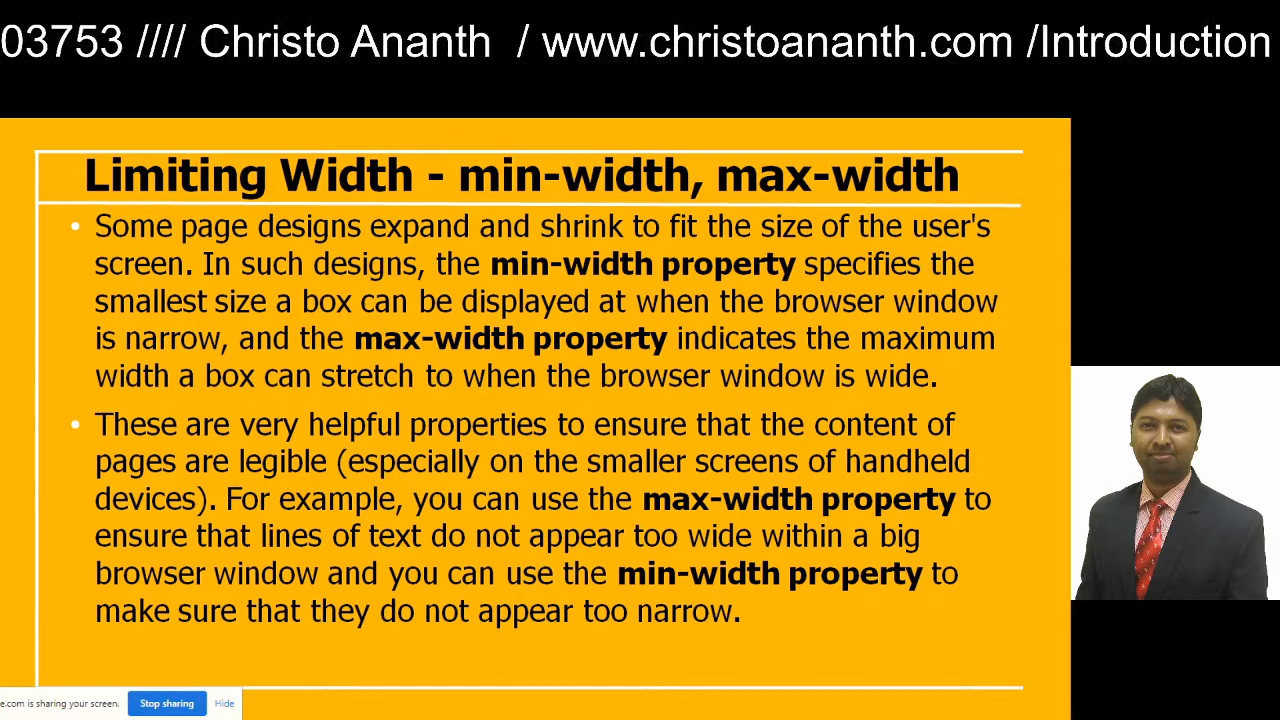 03753 //// Christo Ananth / www.christoananth.com /Introduction
Limiting Width - min-width, max-width
• Some page designs expand and shrink to fit the size of the user's
screen. In such designs, the min-width property specifies the
smallest size a box can be displayed at when the browser window
is narrow, and the max-width property indicates the maximum
width a box can stretch to when the browser window is wide.
• These are very helpful properties to ensure that the content of
pages are legible (especially on the smaller screens of handheld
devices). For example, you can use the max-width property to
ensure that lines of text do not appear too wide within a big
browser window and you can use the min-width property to
make sure that they do not appear too narrow.
e.com is sharing your screen. Stop sharing Hide